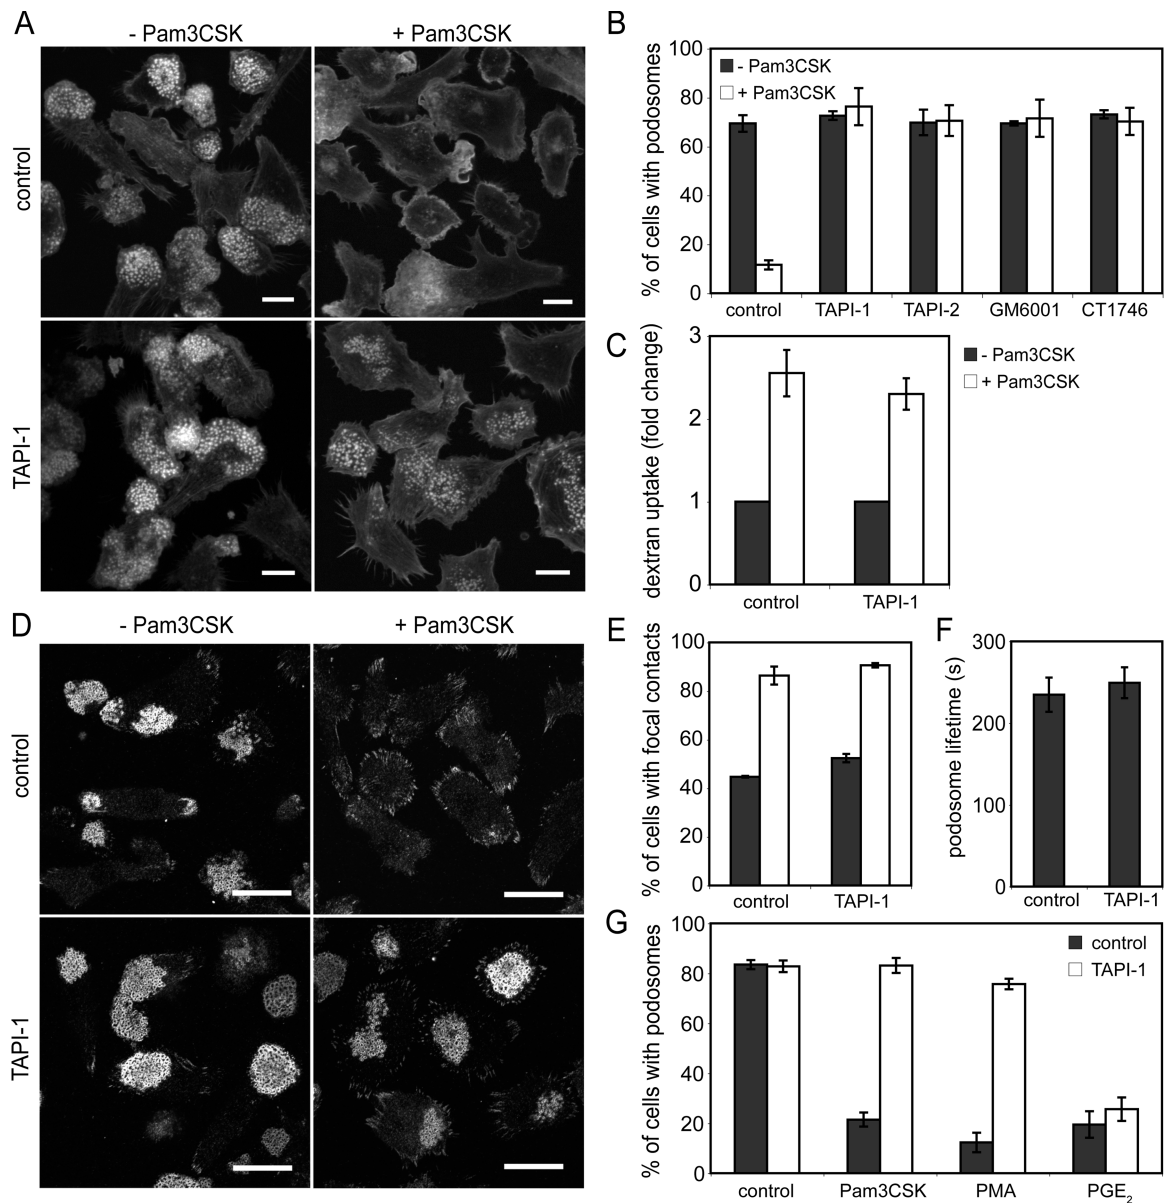 A
- Pam3CSK
+ Pam3CSK
control
TAPI-1
B
% of cells with podosomes
100
80
60
40
20
0
- Pam3CSK
+ Pam3CSK
control
TAPI-1
TAPI-2
GM6001
CT1746
C
dextran uptake (fold change)
3
2
1
0
- Pam3CSK
+ Pam3CSK
control
TAPI-1
D
- Pam3CSK
+ Pam3CSK
control
TAPI-1
E
% of cells with focal contacts
100
80
60
40
20
0
control
TAPI-1
F
podosome lifetime (s)
300
200
100
0
control
TAPI-1
G
% of cells with podosomes
100
80
60
40
20
0
control
TAPI-1
control
Pam3CSK
PMA
PGE₂